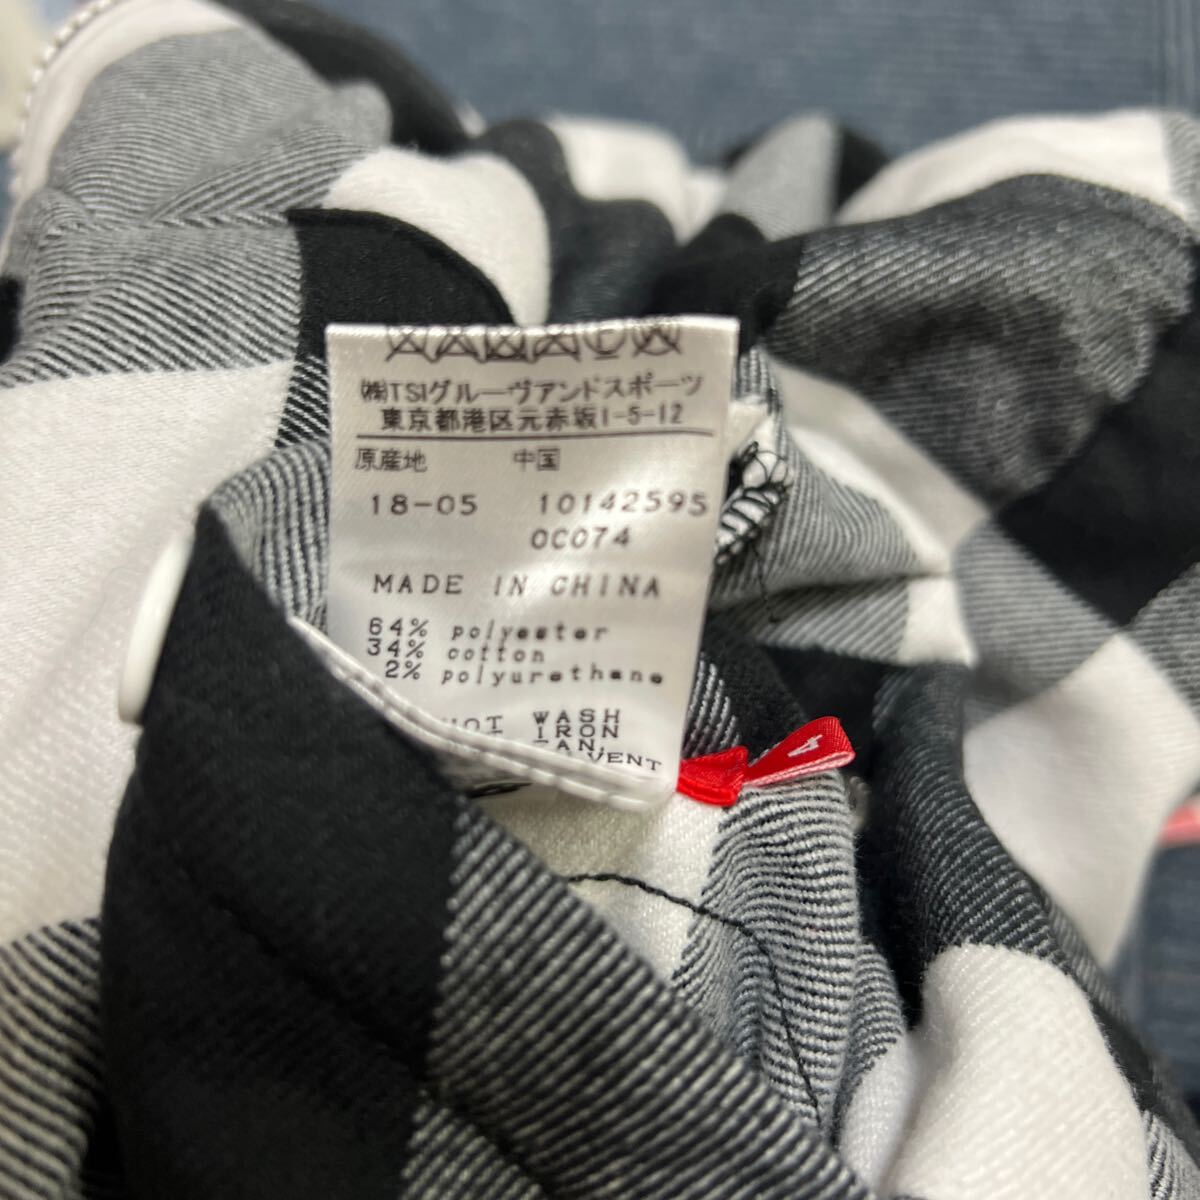 ㈱TSIグルーヴアンドスポーツ
東京都港区元赤坂1-5-12
原産地 中国
18-05 10142595
0C074
MADE IN CHINA
64% polyester
34% cotton
2% polyurethane
WASH
IRON
VENT
4